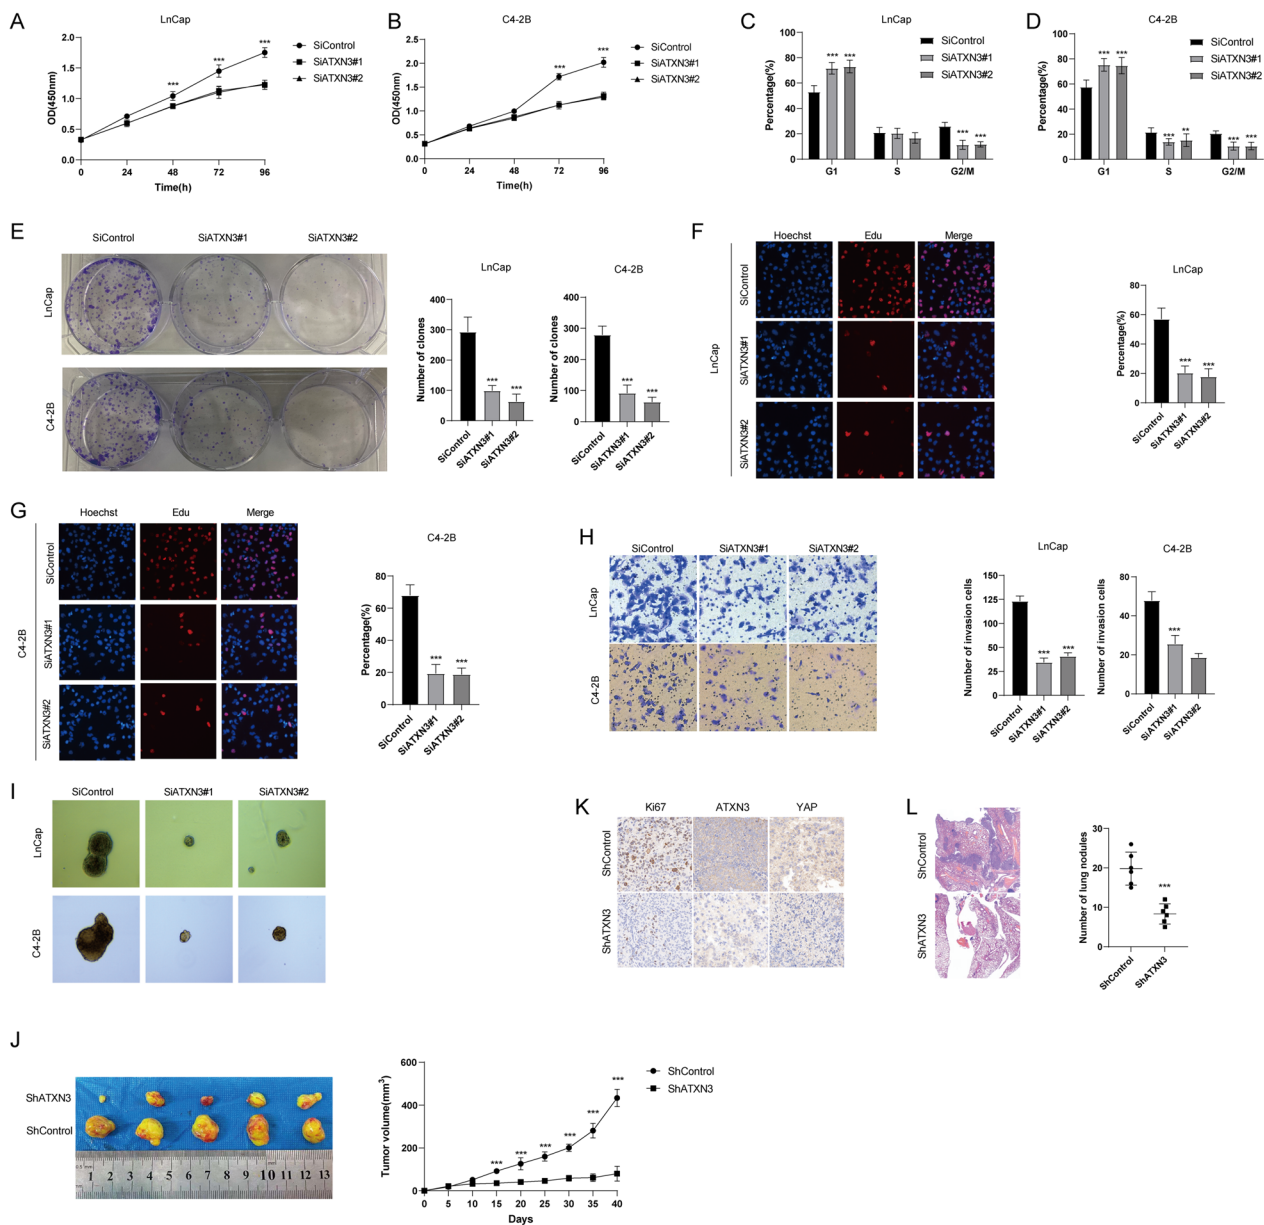 A
LnCap
2.0
1.5
1.0
0.5
0.0
OD(450nm)
0 24 48 72 96
Time(h)
***
***
***
SiControl
SiATXN3#1
SiATXN3#2
B
C4-2B
2.5
2.0
1.5
1.0
0.5
0.0
OD(450nm)
0 24 48 72 96
Time(h)
***
***
SiControl
SiATXN3#1
SiATXN3#2
C
LnCap
100
80
60
40
20
0
Percentage(%)
*** ***
*** ***
G1 S G2/M
SiControl
SiATXN3#1
SiATXN3#2
D
C4-2B
100
80
60
40
20
0
Percentage(%)
*** ***
*** **
*** ***
G1 S G2/M
SiControl
SiATXN3#1
SiATXN3#2
E
SiControl SiATXN3#1 SiATXN3#2
LnCap
C4-2B
LnCap
400
300
200
100
0
Number of clones
*** ***
SiControl SiATXN3#1 SiATXN3#2
C4-2B
400
300
200
100
0
Number of clones
*** ***
SiControl SiATXN3#1 SiATXN3#2
F
Hoechst Edu Merge
LnCap
SiControl
SiATXN3#1
SiATXN3#2
LnCap
80
60
40
20
0
Percentage(%)
*** ***
SiControl SiATXN3#1 SiATXN3#2
G
Hoechst Edu Merge
C4-2B
SiControl
SiATXN3#1
SiATXN3#2
C4-2B
80
60
40
20
0
Percentage(%)
*** ***
SiControl SiATXN3#1 SiATXN3#2
H
SiControl SiATXN3#1 SiATXN3#2
LnCap
C4-2B
LnCap
150
125
100
75
50
25
0
Number of invasion cells
*** ***
SiControl SiATXN3#1 SiATXN3#2
C4-2B
80
60
40
20
0
Number of invasion cells
***
SiControl SiATXN3#1 SiATXN3#2
I
SiControl SiATXN3#1 SiATXN3#2
LnCap
C4-2B
K
Ki67 ATXN3 YAP
ShControl
ShATXN3
L
ShControl
ShATXN3
30
20
10
0
Number of lung nodules
***
ShControl ShATXN3
J
ShATXN3
ShControl
1 2 3 4 5 6 7 8 9 10 11 12 13
600
400
200
0
Tumor volume(mm³)
0 5 10 15 20 25 30 35 40
Days
*** *** *** *** *** ***
ShControl
ShATXN3